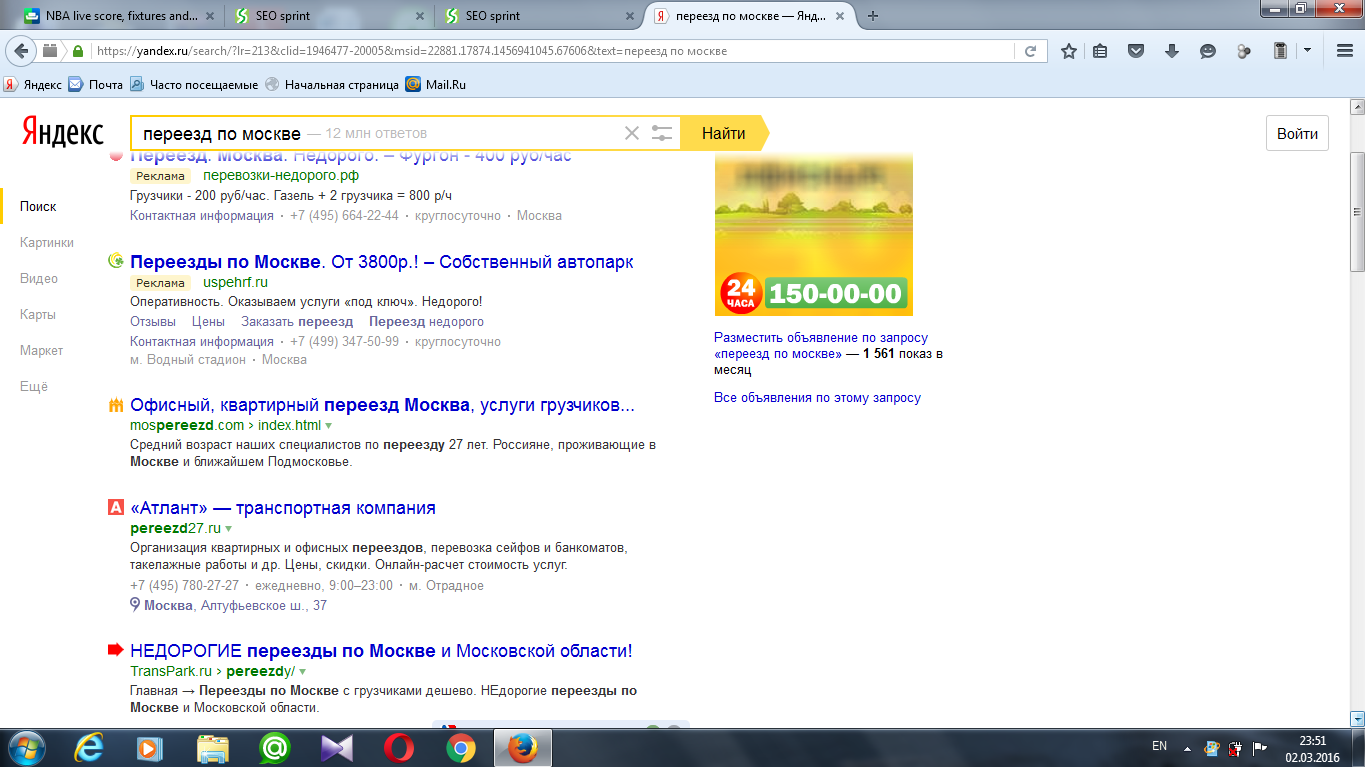 NBA live score, fixtures and...
SEO sprint
SEO sprint
переезд по москве — Янд...
https://yandex.ru/search/?lr=213&clid=1946477-20005&msid=22881.17874.1456941045.67606&text=переезд по москве
Яндекс
Почта
Часто посещаемые
Начальная страница
Mail.Ru
Яндекс
переезд по москве — 12 млн ответов
Найти
Войти
Поиск
Картинки
Видео
Карты
Маркет
Ещё
Переезд. Москва. Недорого. – Фургон - 400 руб/час
Реклама перевозки-недорого.рф
Грузчики - 200 руб/час. Газель + 2 грузчика = 800 р/ч
Контактная информация · +7 (495) 664-22-44 · круглосуточно · Москва
Переезды по Москве. От 3800р.! – Собственный автопарк
Реклама uspehrf.ru
Оперативность. Оказываем услуги «под ключ». Недорого!
Отзывы Цены Заказать переезд Переезд недорого
Контактная информация · +7 (499) 347-50-99 · круглосуточно
м. Водный стадион · Москва
Офисный, квартирный переезд Москва, услуги грузчиков...
mospereezd.com › index.html
Средний возраст наших специалистов по переезду 27 лет. Россияне, проживающие в
Москве и ближайшем Подмосковье.
«Атлант» — транспортная компания
pereezd27.ru
Организация квартирных и офисных переездов, перевозка сейфов и банкоматов,
такелажные работы и др. Цены, скидки. Онлайн-расчет стоимость услуг.
+7 (495) 780-27-27 · ежедневно, 9:00–23:00 · м. Отрадное
Москва, Алтуфьевское ш., 37
НЕДОРОГИЕ переезды по Москве и Московской области!
TransPark.ru › pereezdy/
Главная → Переезды по Москве с грузчиками дешево. НЕдорогие переезды по
Москве и Московской области.
24
ЧАСА
150-00-00
Разместить объявление по запросу
«переезд по москве» — 1 561 показ в
месяц
Все объявления по этому запросу
EN
23:51
02.03.2016